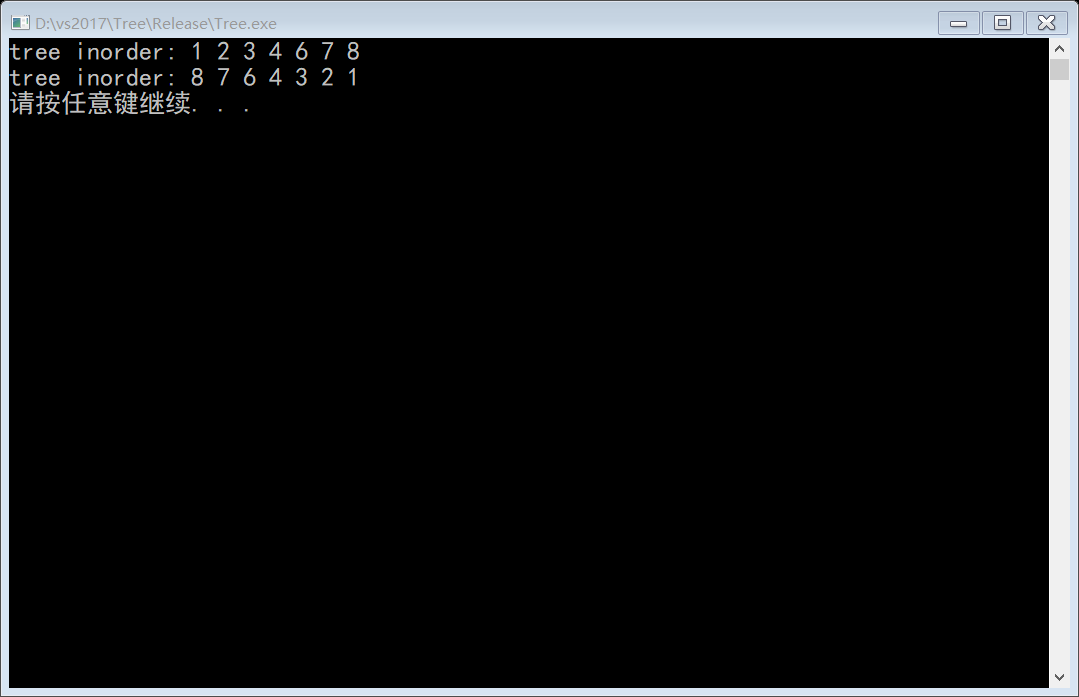 D:\vs2017\Tree\Release\Tree.exe
tree inorder: 1 2 3 4 6 7 8
tree inorder: 8 7 6 4 3 2 1
请按任意键继续. . .